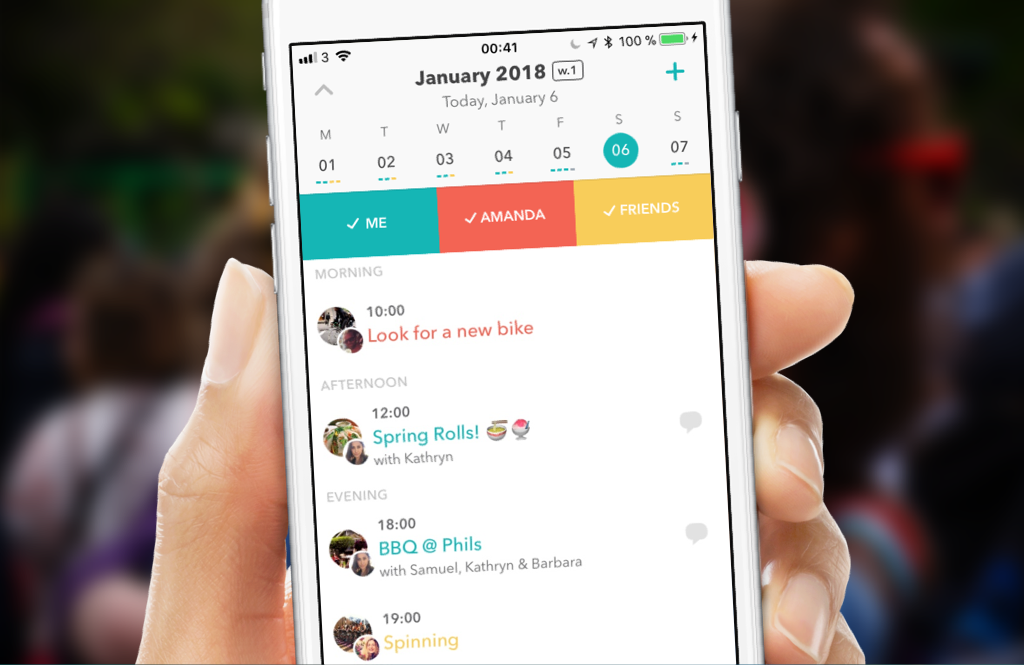 3 00:41 100 %
January 2018 w.1
Today, January 6
M T W T F S S
01 02 03 04 05 06 07
ME AMANDA FRIENDS
MORNING
10:00
Look for a new bike
AFTERNOON
12:00
Spring Rolls! 🍜🍧
with Kathryn
EVENING
18:00
BBQ @ Phils
with Samuel, Kathryn & Barbara
19:00
Spinning